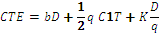 CTE = bD + 1/2 q C1T + K D/q